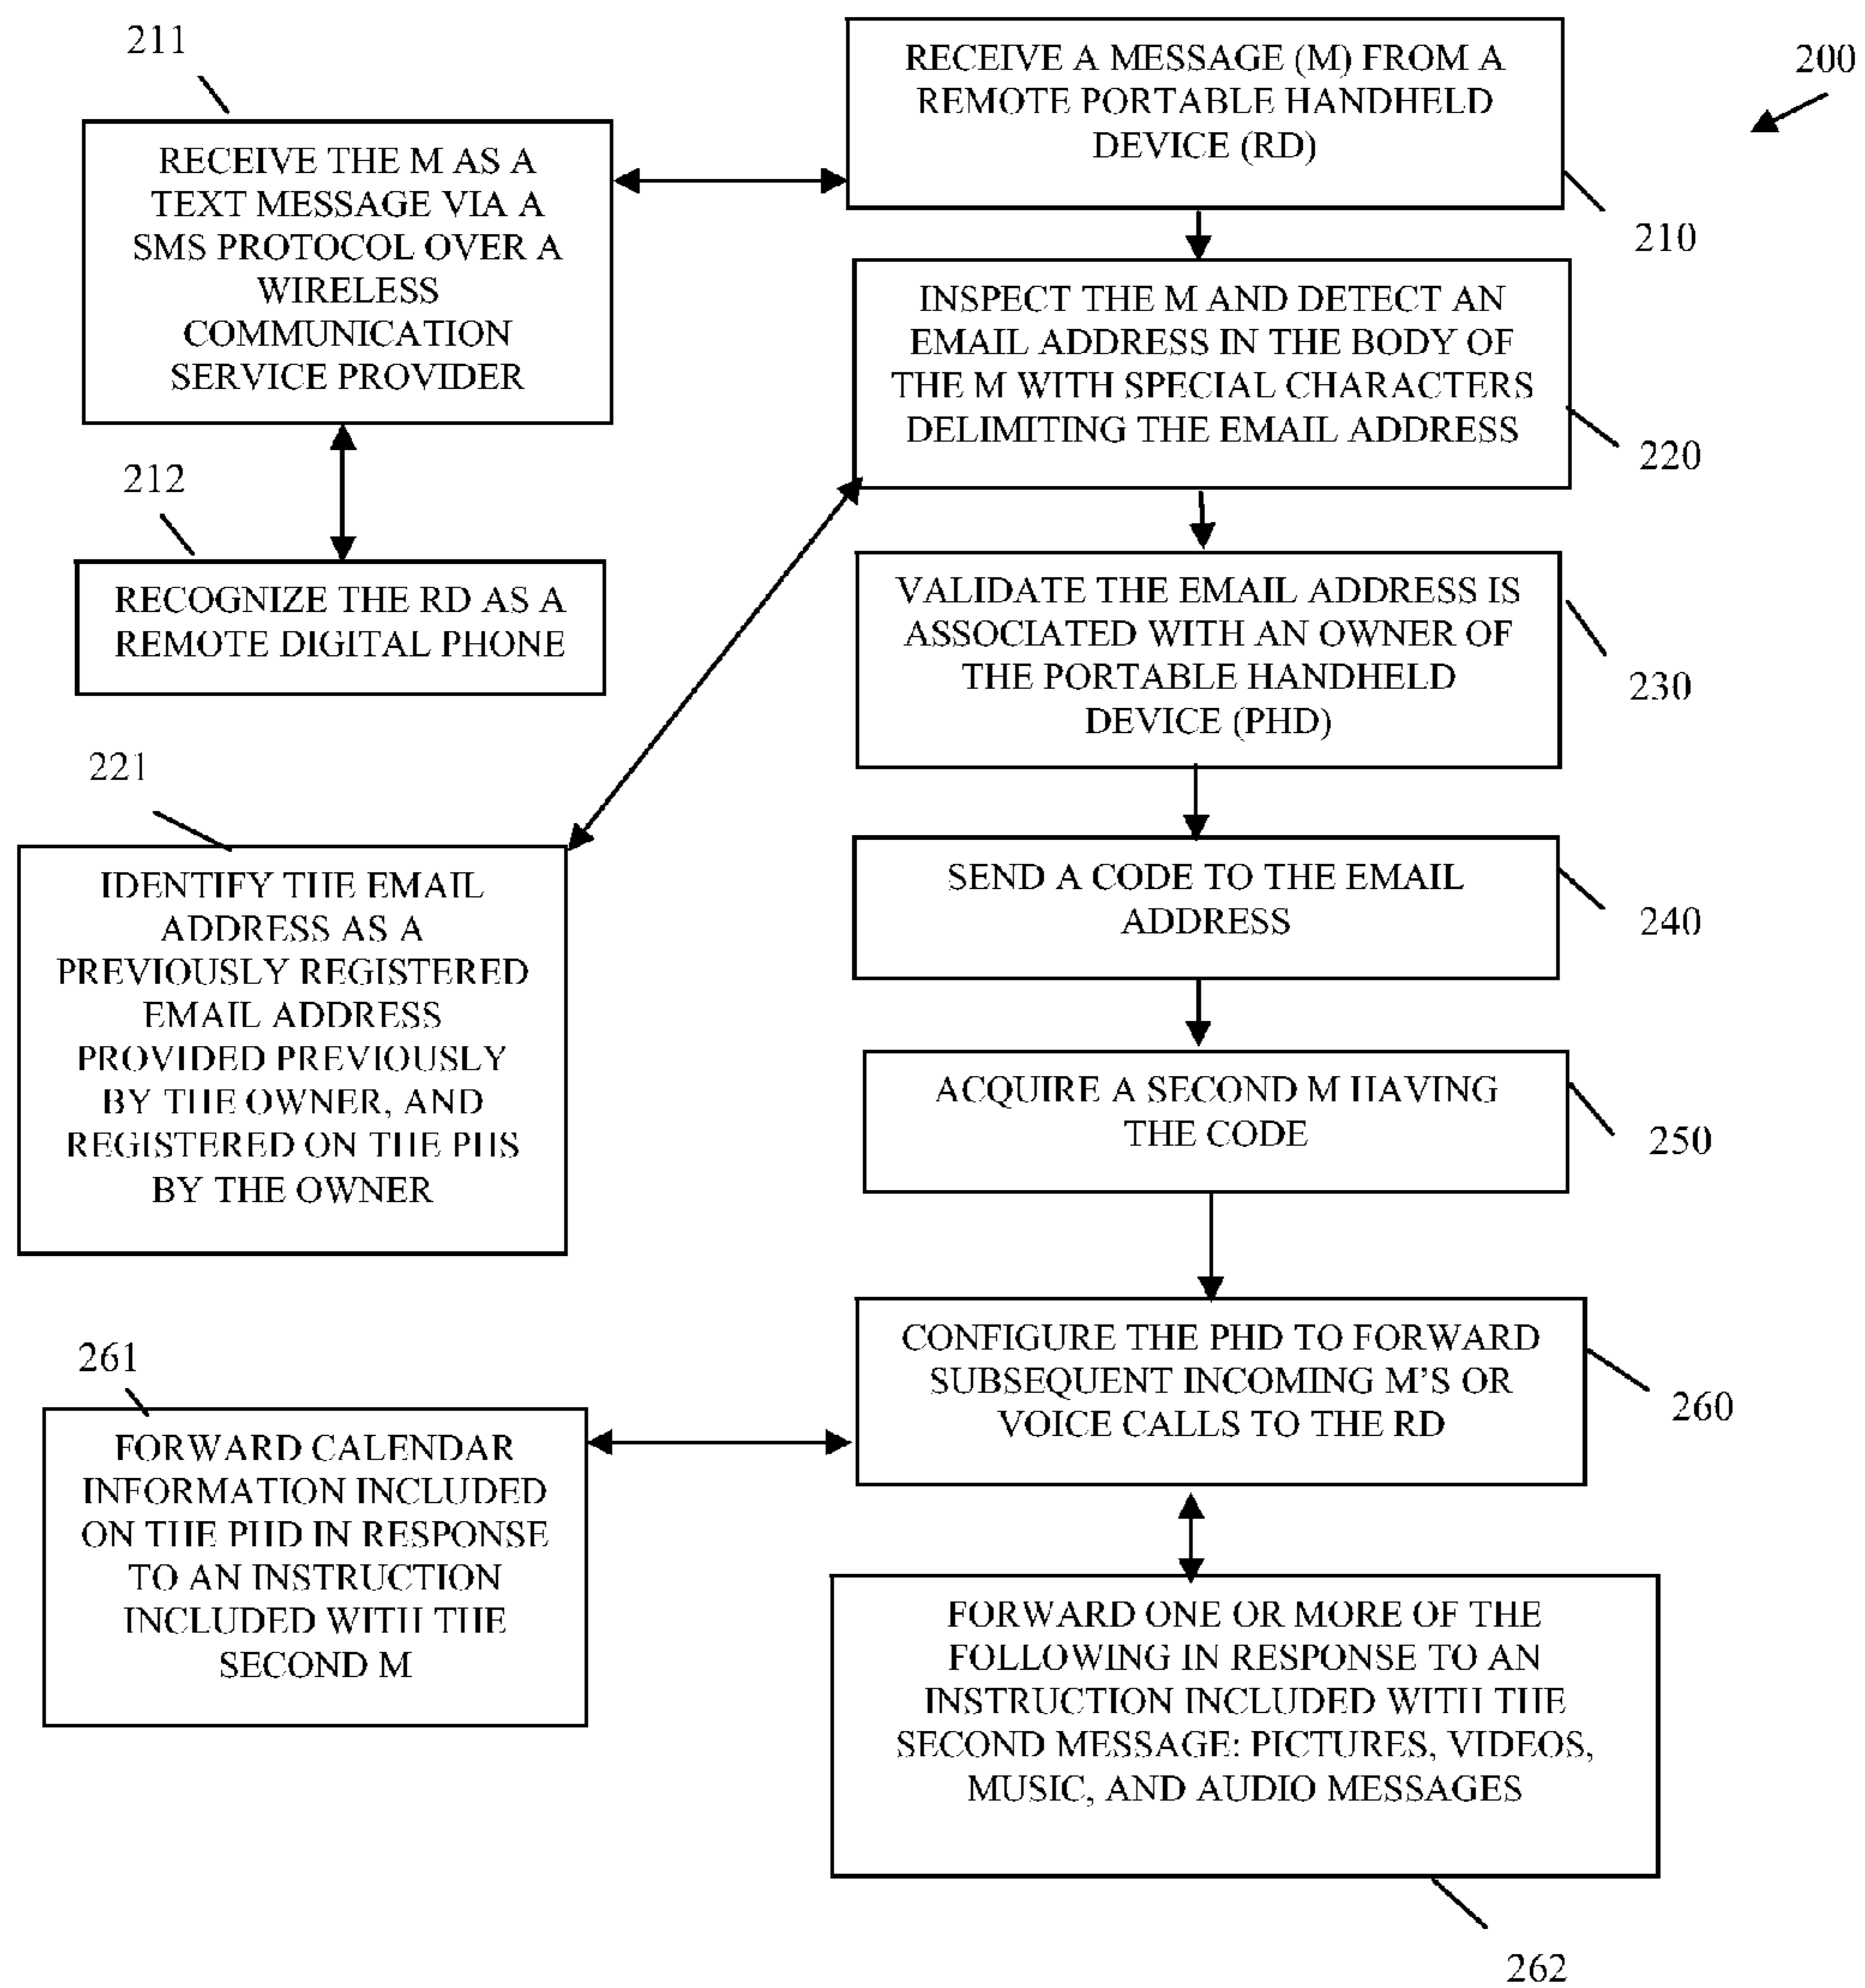 200
RECEIVE A MESSAGE (M) FROM A
REMOTE PORTABLE HANDHELD
DEVICE (RD)
210
211
RECEIVE THE M AS A
TEXT MESSAGE VIA A
SMS PROTOCOL OVER A
WIRELESS
COMMUNICATION
SERVICE PROVIDER
212
RECOGNIZE THE RD AS A
REMOTE DIGITAL PHONE
INSPECT THE M AND DETECT AN
EMAIL ADDRESS IN THE BODY OF
THE M WITH SPECIAL CHARACTERS
DELIMITING THE EMAIL ADDRESS
220
221
IDENTIFY THE EMAIL
ADDRESS AS A
PREVIOUSLY REGISTERED
EMAIL ADDRESS
PROVIDED PREVIOUSLY
BY THE OWNER, AND
REGISTERED ON THE PHS
BY THE OWNER
VALIDATE THE EMAIL ADDRESS IS
ASSOCIATED WITH AN OWNER OF
THE PORTABLE HANDHELD
DEVICE (PHD)
230
SEND A CODE TO THE EMAIL
ADDRESS
240
ACQUIRE A SECOND M HAVING
THE CODE
250
CONFIGURE THE PHD TO FORWARD
SUBSEQUENT INCOMING M'S OR
VOICE CALLS TO THE RD
260
261
FORWARD CALENDAR
INFORMATION INCLUDED
ON THE PHD IN RESPONSE
TO AN INSTRUCTION
INCLUDED WITH THE
SECOND M
FORWARD ONE OR MORE OF THE
FOLLOWING IN RESPONSE TO AN
INSTRUCTION INCLUDED WITH THE
SECOND MESSAGE: PICTURES, VIDEOS,
MUSIC, AND AUDIO MESSAGES
262